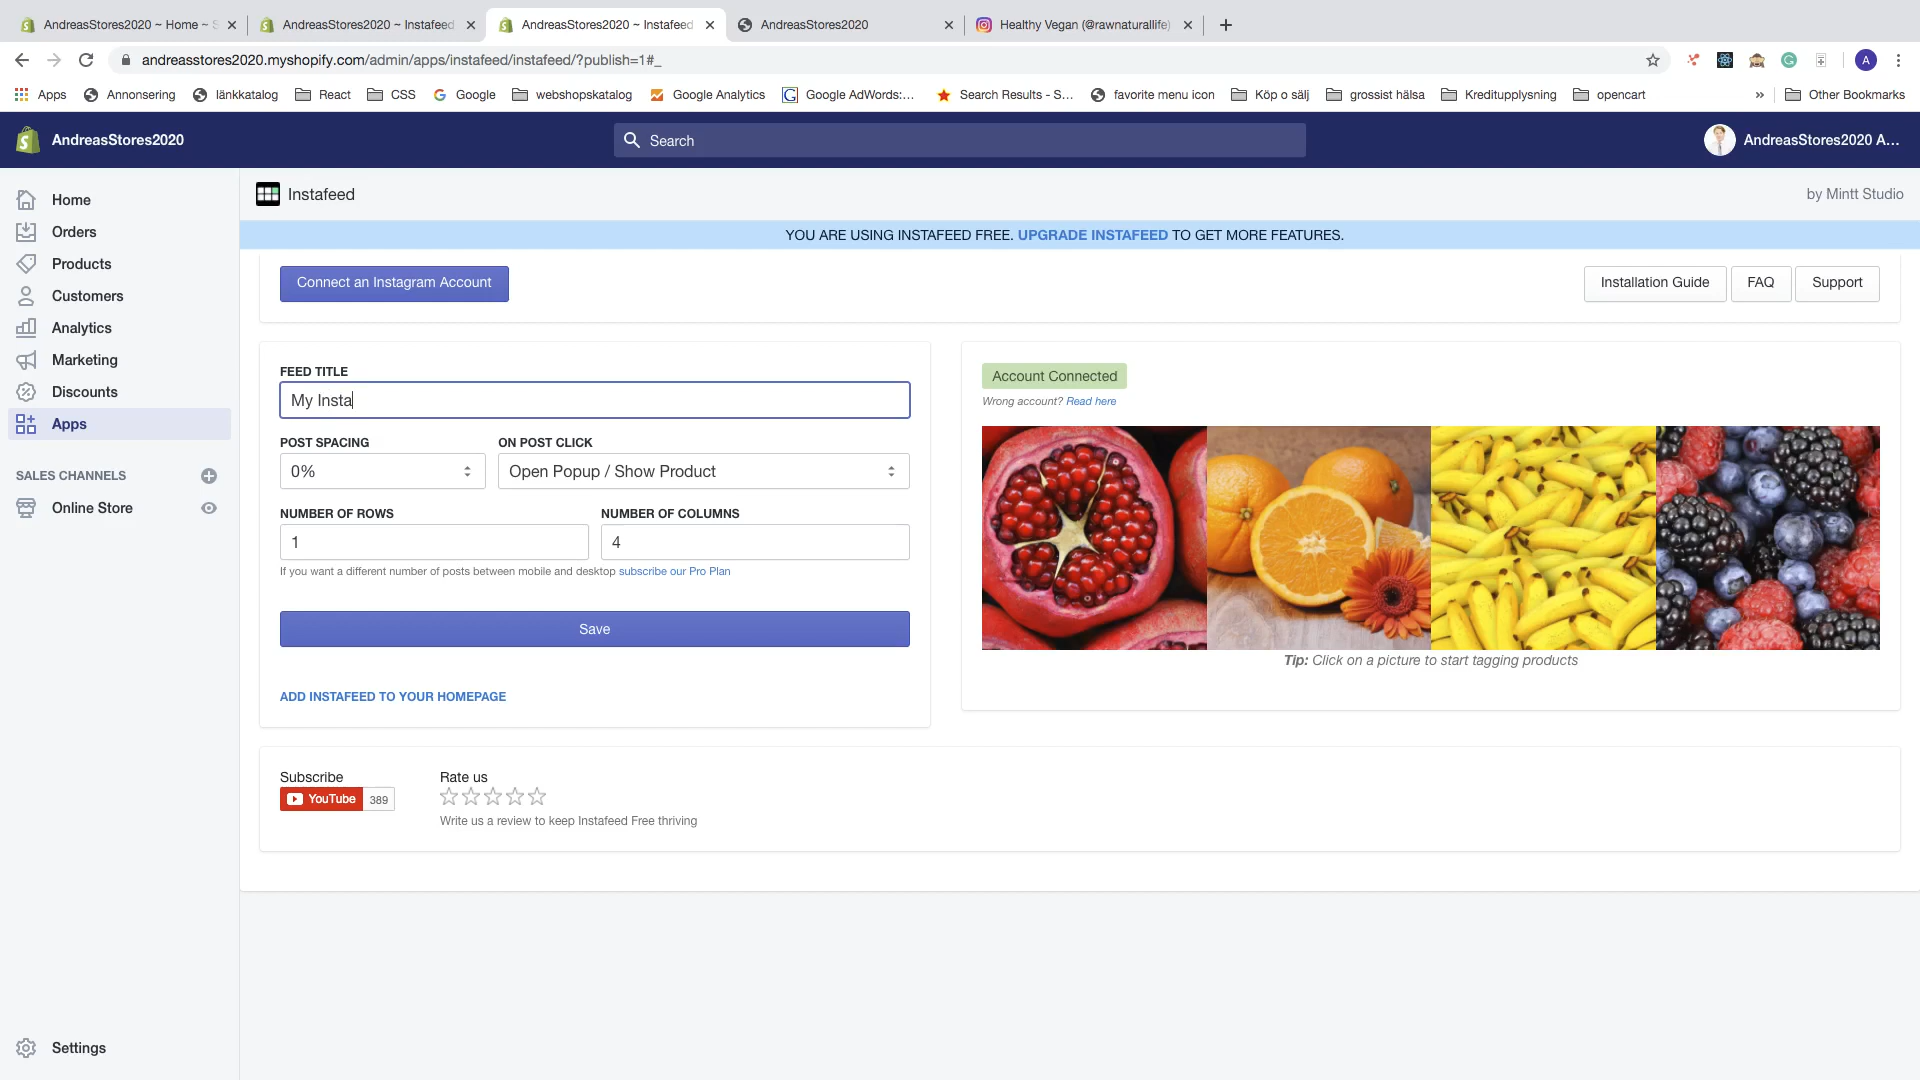 AndreasStores2020 ~ Home ~ S
AndreasStores2020 ~ Instafeed
AndreasStores2020 ~ Instafeed
AndreasStores2020
Healthy Vegan (@rawnaturallife)
andreasstores2020.myshopify.com/admin/apps/instafeed/instafeed/?publish=1#_
A
Apps
Annonsering
länkkatalog
React
CSS
Google
webshopskatalog
Google Analytics
Google AdWords:...
Search Results - S...
favorite menu icon
Köp o sälj
grossist hälsa
Kreditupplysning
opencart
»
Other Bookmarks
AndreasStores2020
Search
AndreasStores2020 A...
Home
Orders
Products
Customers
Analytics
Marketing
Discounts
Apps
SALES CHANNELS
Online Store
Settings
Instafeed
by Mintt Studio
YOU ARE USING INSTAFEED FREE. UPGRADE INSTAFEED TO GET MORE FEATURES.
Connect an Instagram Account
Installation Guide
FAQ
Support
FEED TITLE
My Insta
POST SPACING
ON POST CLICK
0%
Open Popup / Show Product
NUMBER OF ROWS
NUMBER OF COLUMNS
1
4
If you want a different number of posts between mobile and desktop subscribe our Pro Plan
Save
ADD INSTAFEED TO YOUR HOMEPAGE
Account Connected
Wrong account? Read here
Tip: Click on a picture to start tagging products
Subscribe
YouTube 389
Rate us
Write us a review to keep Instafeed Free thriving